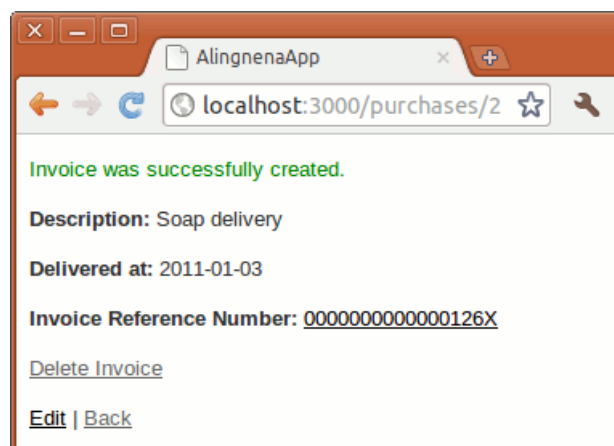 AlingnenaApp
localhost:3000/purchases/2
Invoice was successfully created.
Description: Soap delivery
Delivered at: 2011-01-03
Invoice Reference Number: 0000000000000126X
Delete Invoice
Edit | Back